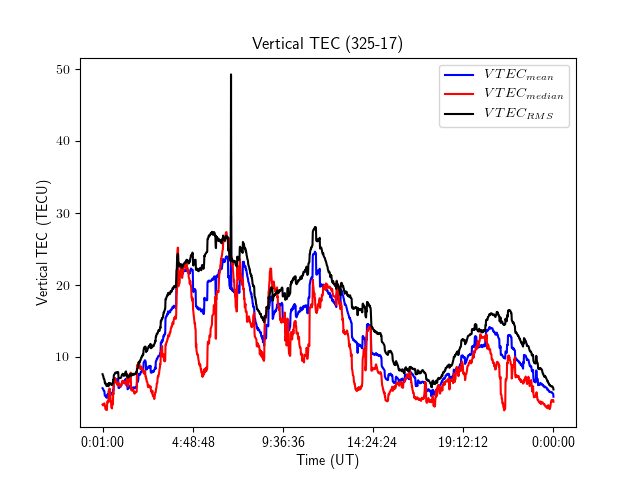 Vertical TEC (325-17)
VTEC_mean
VTEC_median
VTEC_RMS
Vertical TEC (TECU)
50
40
30
20
10
0:01:00 4:48:48 9:36:36 14:24:24 19:12:12 0:00:00
Time (UT)